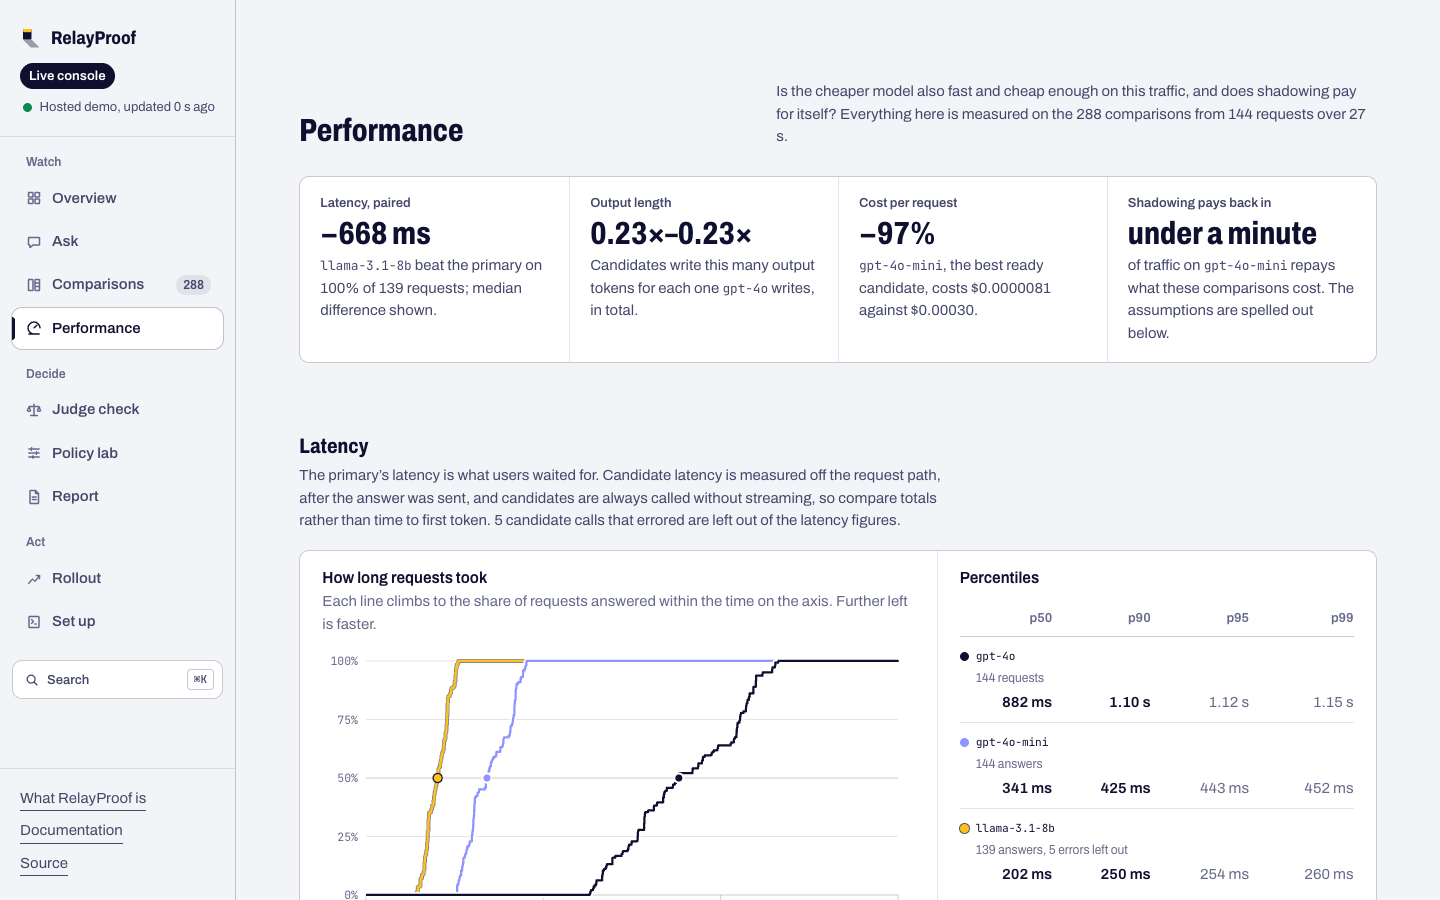 RelayProof
Live console
Hosted demo, updated 0 s ago
Watch
Overview
Ask
Comparisons 288
Performance
Decide
Judge check
Policy lab
Report
Act
Rollout
Set up
Search ⌘K
What RelayProof is
Documentation
Source
Performance
Is the cheaper model also fast and cheap enough on this traffic, and does shadowing pay
for itself? Everything here is measured on the 288 comparisons from 144 requests over 27
s.
Latency, paired
−668 ms
llama-3.1-8b beat the primary on
100% of 139 requests; median
difference shown.
Output length
0.23×–0.23×
Candidates write this many output
tokens for each one gpt-4o writes,
in total.
Cost per request
−97%
gpt-4o-mini, the best ready
candidate, costs $0.0000081
against $0.00030.
Shadowing pays back in
under a minute
of traffic on gpt-4o-mini repays
what these comparisons cost. The
assumptions are spelled out
below.
Latency
The primary’s latency is what users waited for. Candidate latency is measured off the request path,
after the answer was sent, and candidates are always called without streaming, so compare totals
rather than time to first token. 5 candidate calls that errored are left out of the latency figures.
How long requests took
Each line climbs to the share of requests answered within the time on the axis. Further left
is faster.
100%
75%
50%
25%
0%
Percentiles
p50 p90 p95 p99
gpt-4o
144 requests
882 ms 1.10 s 1.12 s 1.15 s
gpt-4o-mini
144 answers
341 ms 425 ms 443 ms 452 ms
llama-3.1-8b
139 answers, 5 errors left out
202 ms 250 ms 254 ms 260 ms